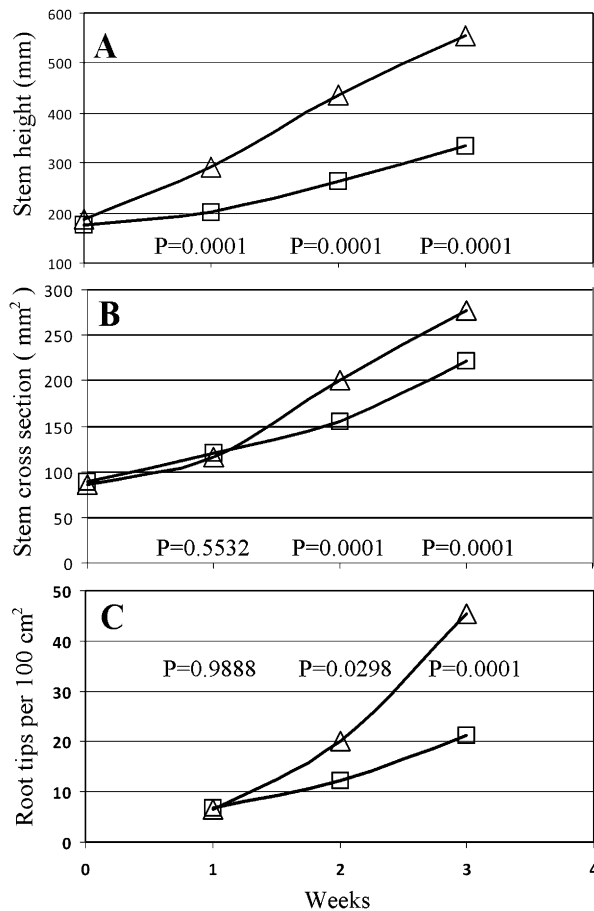 A
Stem height (mm)
600
500
400
300
200
100
P=0.0001 P=0.0001 P=0.0001
B
Stem cross section ( mm²)
300
250
200
150
100
50
0
P=0.5532 P=0.0001 P=0.0001
C
Root tips per 100 cm²
50
40
30
20
10
0
P=0.9888 P=0.0298 P=0.0001
0 1 2 3 4
Weeks